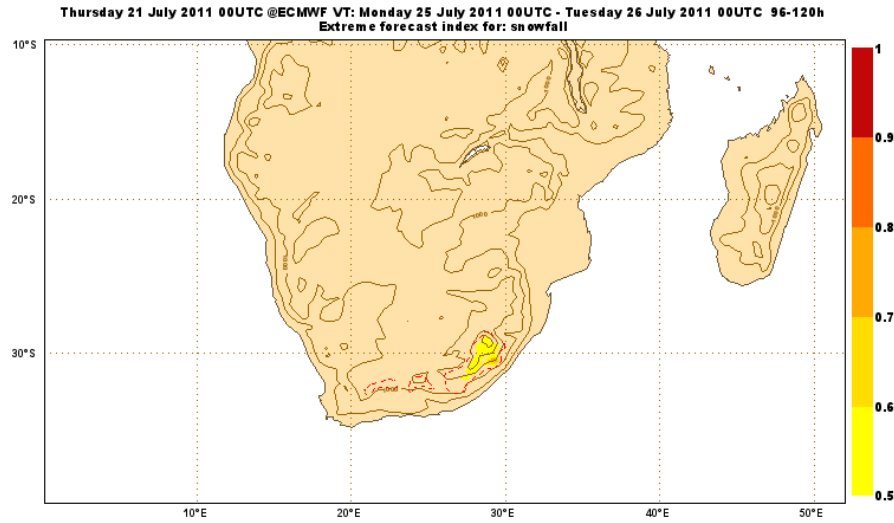 Thursday 21 July 2011 00UTC @ECMWF VT: Monday 25 July 2011 00UTC - Tuesday 26 July 2011 00UTC 96-120h
Extreme forecast index for: snowfall
10°S
20°S
30°S
10°E
20°E
30°E
40°E
50°E
1
0.9
0.8
0.7
0.6
0.5